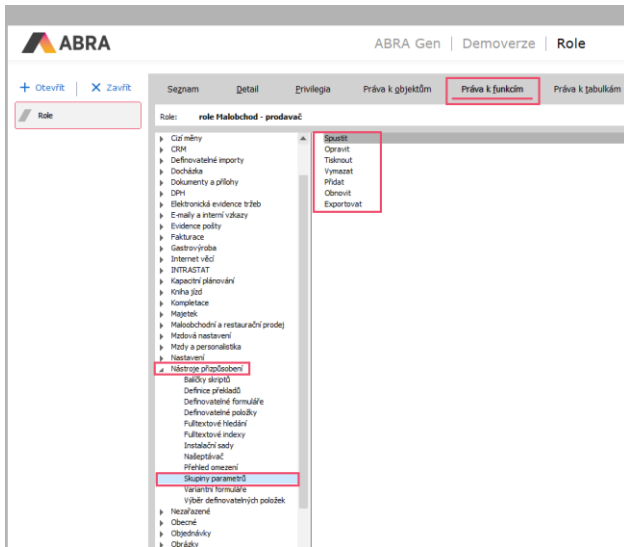 ABRA
ABRA Gen | Demoverze | Role
+ Otevřít | X Zavřít
Seznam Detail Privilegia Práva k objektům Práva k funkcím Práva k tabulkám
Role
Role: role Malobchod - prodavač
Cizí měny
CRM
Definovatelné importy
Docházka
Dokumenty a přílohy
DPH
Elektronická evidence tržeb
E-maily a interní vzkazy
Evidence pošty
Fakturace
Gastrovýroba
Internet věcí
INTRASTAT
Kapacitní plánování
Kniha jízd
Kompletace
Majetek
Maloobchodní a restaurační prodej
Mzdová nastavení
Mzdy a personalistika
Nastavení
Nástroje přizpůsobení
Balíčky skriptů
Definice překladů
Definovatelné formuláře
Definovatelné položky
Fulltextové hledání
Fulltextové indexy
Instalační sady
Našeptávač
Přehled omezení
Skupiny parametrů
Variantní formuláře
Výběr definovatelných položek
Nezařazené
Obecné
Objednávky
Obrázky
Spustit
Opravit
Tisknout
Vymazat
Přidat
Obnovit
Exportovat